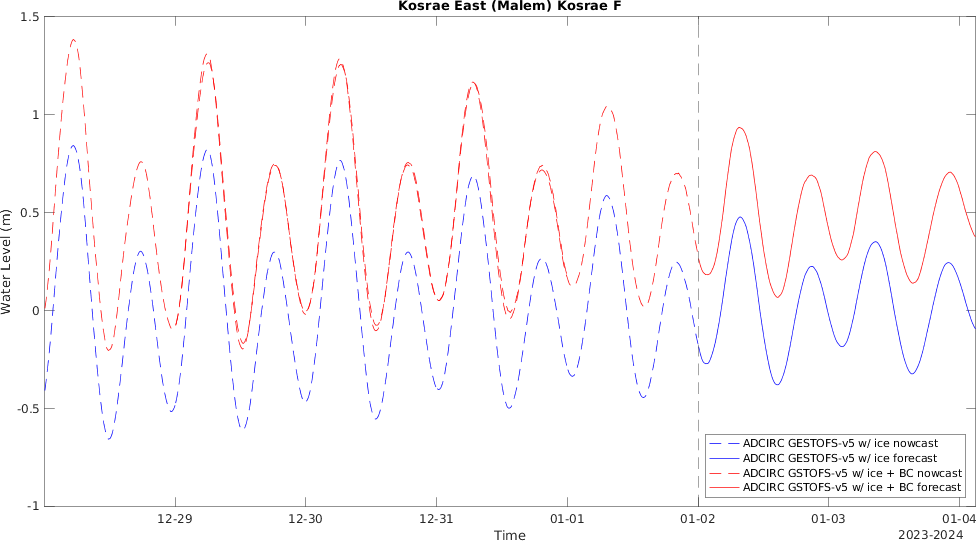 Kosrae East (Malem) Kosrae F
1.5
1
0.5
0
-0.5
-1
Water Level (m)
12-29
12-30
12-31
01-01
01-02
01-03
01-04
Time
2023-2024
ADCIRC GESTOFS-v5 w/ ice nowcast
ADCIRC GESTOFS-v5 w/ ice forecast
ADCIRC GSTOFS-v5 w/ ice + BC nowcast
ADCIRC GSTOFS-v5 w/ ice + BC forecast